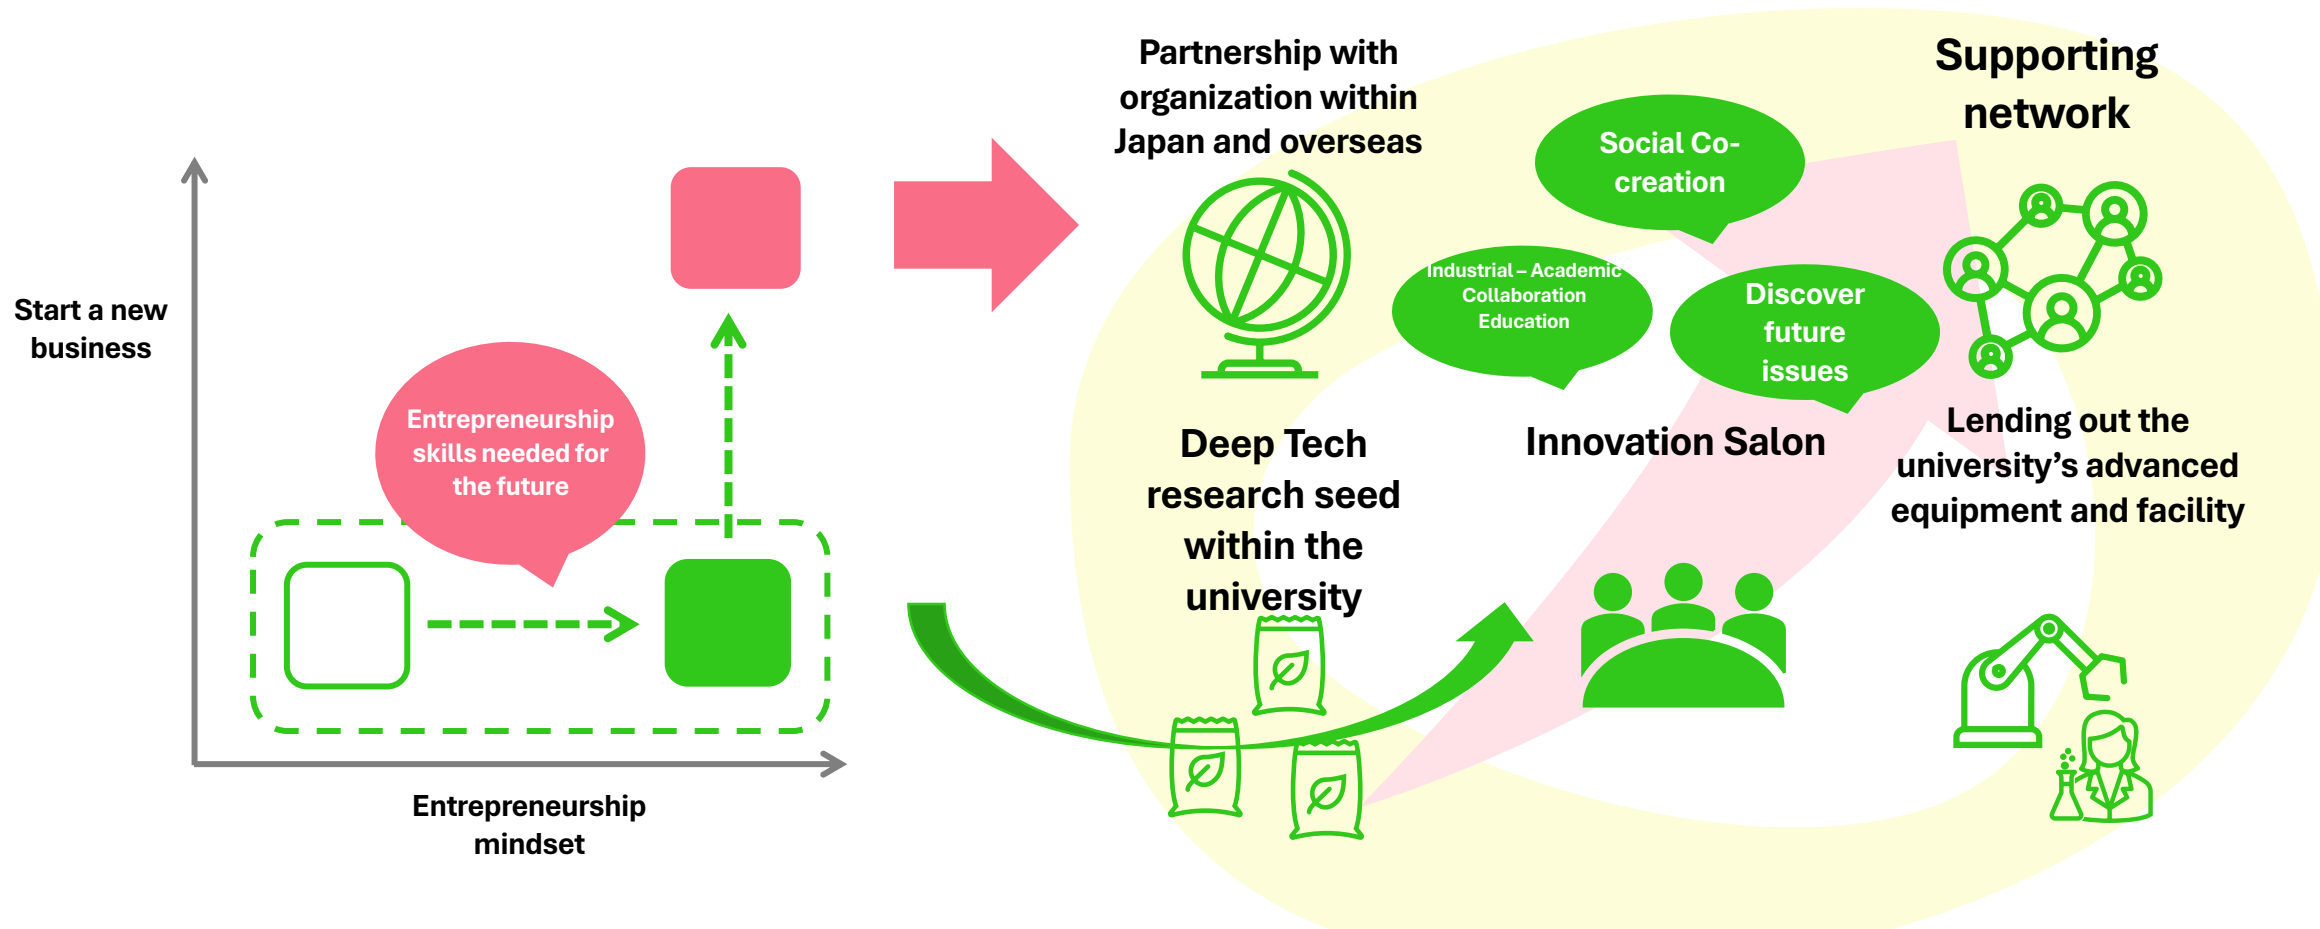 Start a new
business
Entrepreneurship
skills needed for
the future
Entrepreneurship
mindset
Partnership with
organization within
Japan and overseas
Supporting
network
Social Co-
creation
Industrial – Academic
Collaboration
Education
Discover
future
issues
Deep Tech
research seed
within the
university
Innovation Salon
Lending out the
university’s advanced
equipment and facility